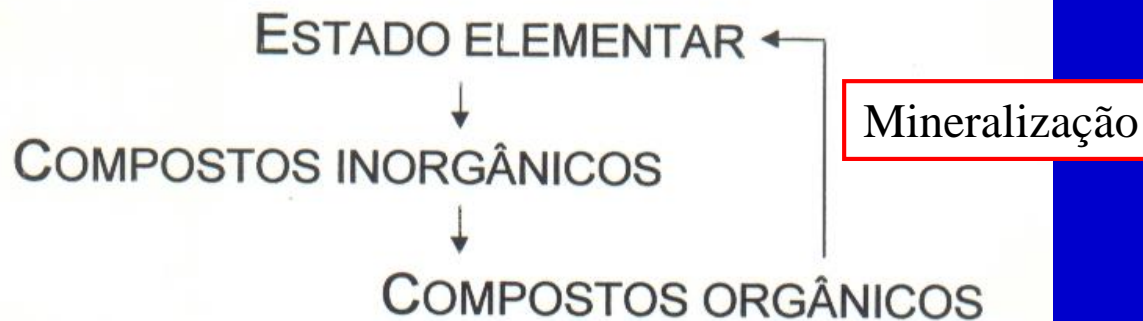 ESTADO ELEMENTAR
Mineralização
COMPOSTOS INORGÂNICOS
COMPOSTOS ORGÂNICOS